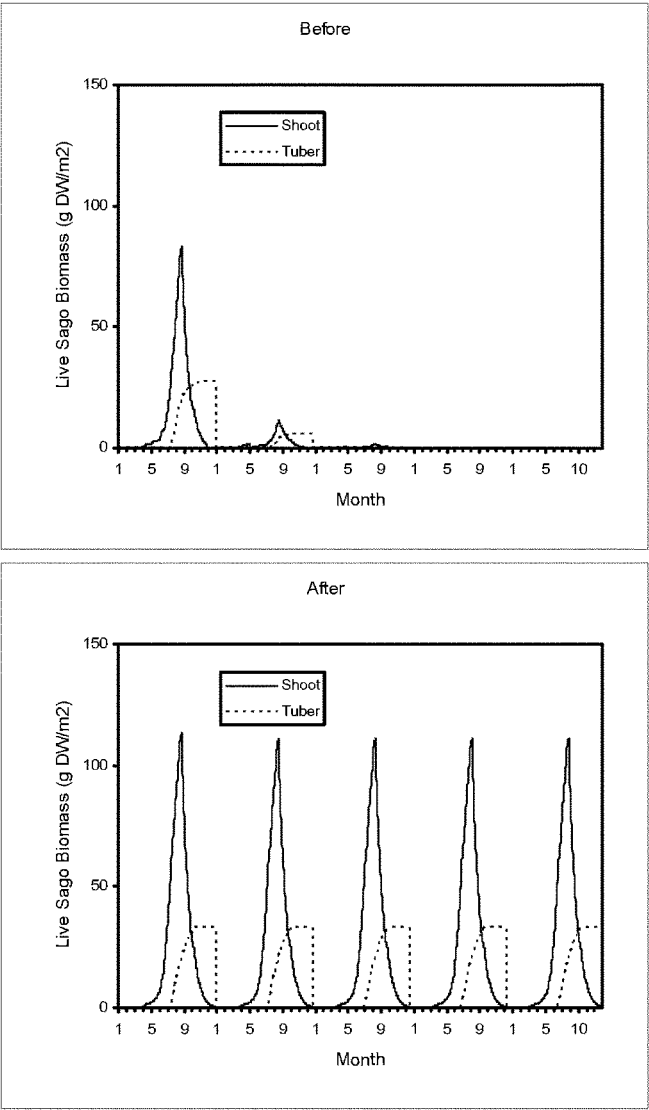 Before
150
Shoot
Tuber
100
50
0
Live Sago Biomass (g DW/m2)
1 5 9 1 5 9 1 5 9 1 5 9 1 5 10
Month
After
150
Shoot
Tuber
100
50
0
Live Sago Biomass (g DW/m2)
1 5 9 1 5 9 1 5 9 1 5 9 1 5 10
Month